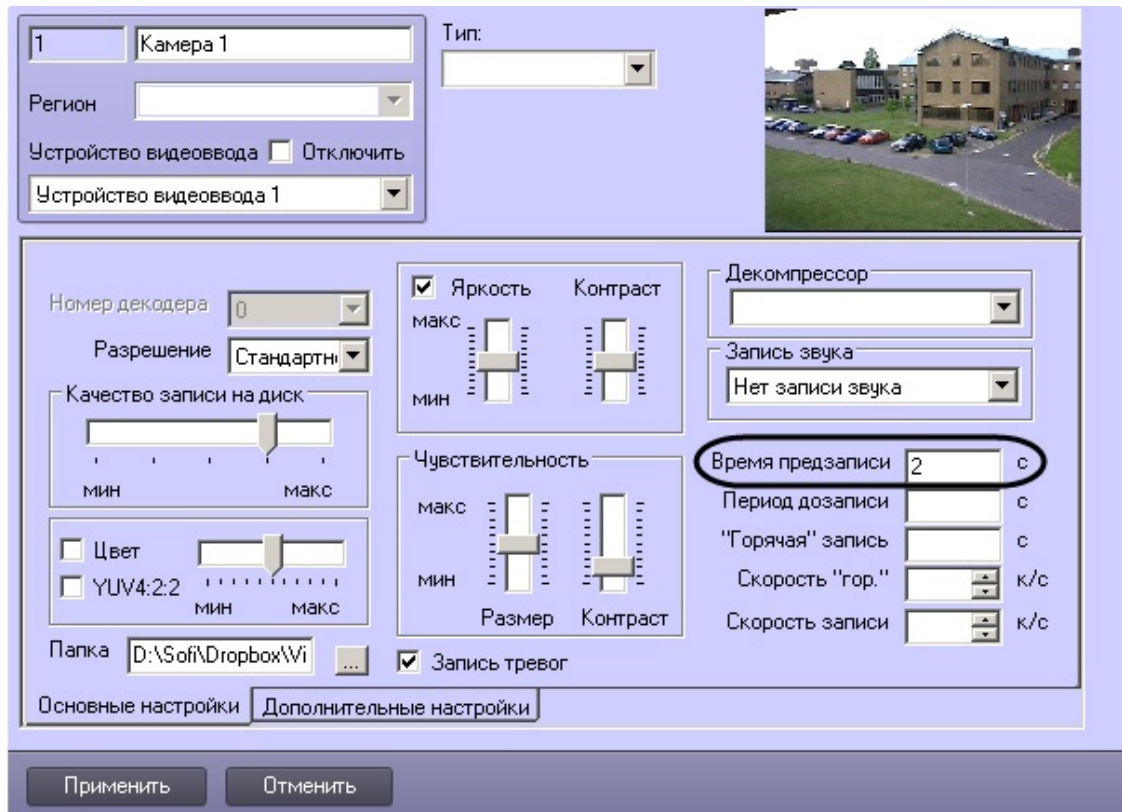 1 Камера 1
Тип:
Регион
Устройство видеоввода Отключить
Устройство видеоввода 1
Номер декодера 0
Разрешение Стандартн
Качество записи на диск
мин макс
Цвет
YUV4:2:2
мин макс
Папка D:\Sofi\Dropbox\Vi ...
Яркость Контраст
макс
мин
Чувствительность
макс
мин
Размер Контраст
Запись тревог
Декомпрессор
Запись звука
Нет записи звука
Время предзаписи 2 с
Период дозаписи с
"Горячая" запись с
Скорость "гор." к/с
Скорость записи к/с
Основные настройки Дополнительные настройки
Применить Отменить